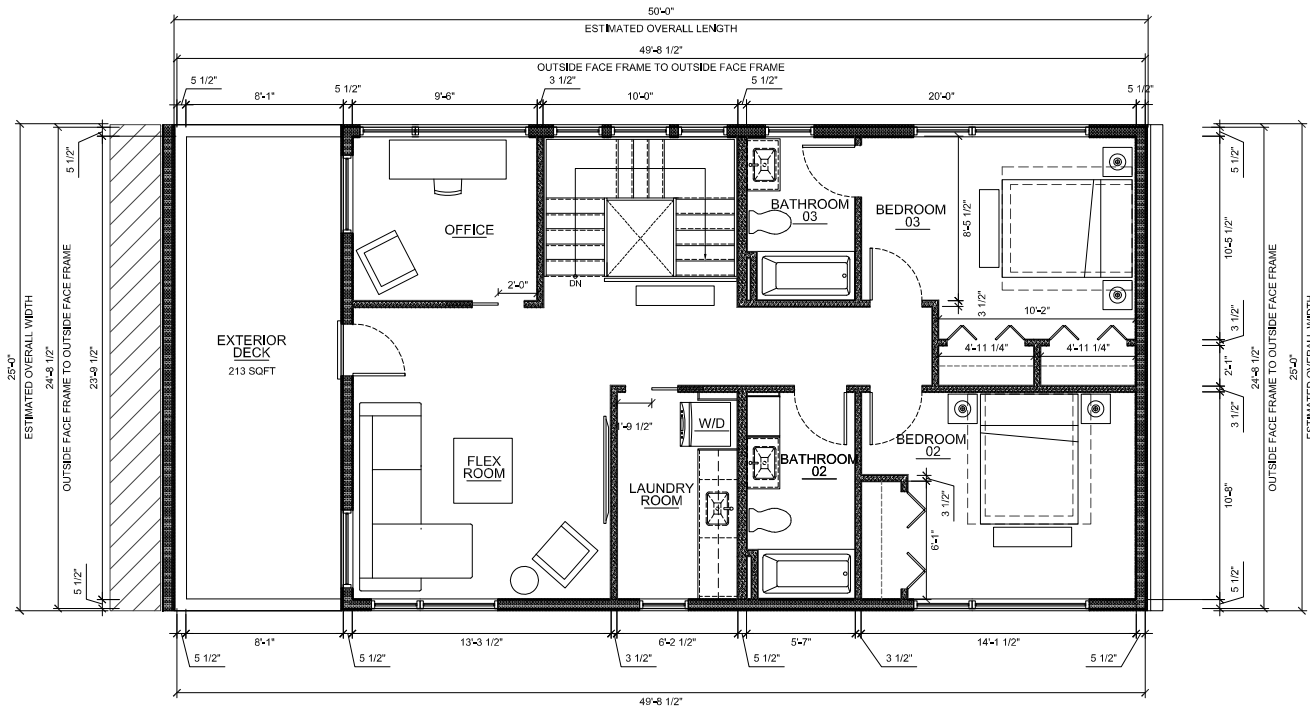 50'-0"
ESTIMATED OVERALL LENGTH
49'-8 1/2"
OUTSIDE FACE FRAME TO OUTSIDE FACE FRAME
5 1/2"
8'-1"
5 1/2"
9'-6"
3 1/2"
10'-0"
5 1/2"
20'-0"
5 1/2"
25'-0"
ESTIMATED OVERALL WIDTH
24'-8 1/2"
OUTSIDE FACE FRAME TO OUTSIDE FACE FRAME
5 1/2"
23'-9 1/2"
5 1/2"
EXTERIOR
DECK
213 SQFT
OFFICE
2'-0"
DN
BATHROOM
03
BEDROOM
03
8'-5 1/2"
3 1/2"
10'-2"
4'-11 1/4"
4'-11 1/4"
FLEX
ROOM
1'-9 1/2"
W/D
LAUNDRY
ROOM
BATHROOM
02
BEDROOM
02
3 1/2"
6'-1"
5 1/2"
10'-5 1/2"
3 1/2"
2'-1"
3 1/2"
10'-8"
5 1/2"
24'-8 1/2"
OUTSIDE FACE FRAME TO OUTSIDE FACE FRAME
25'-0"
ESTIMATED OVERALL WIDTH
5 1/2"
8'-1"
5 1/2"
13'-3 1/2"
3 1/2"
6'-2 1/2"
5 1/2"
5'-7"
3 1/2"
14'-1 1/2"
5 1/2"
49'-8 1/2"